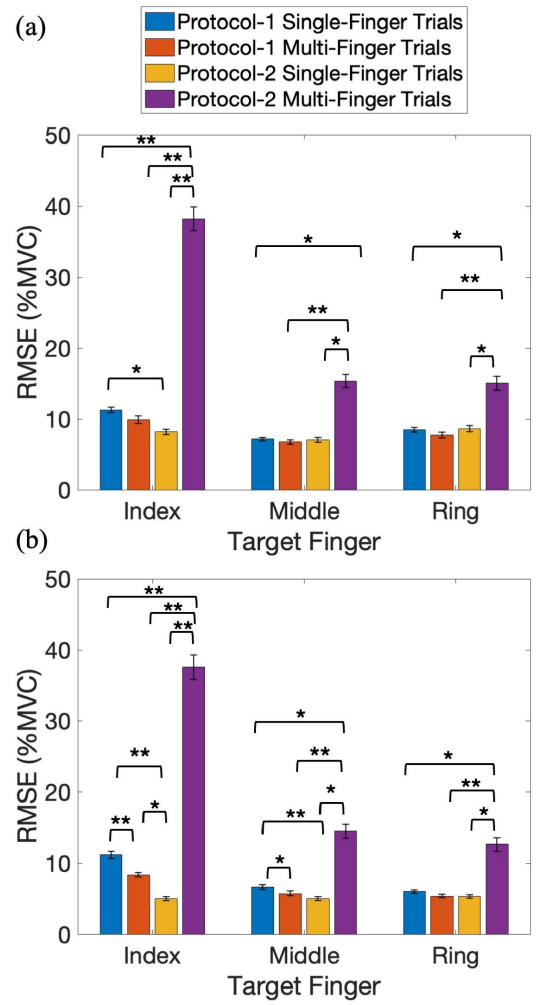 (a)
Protocol-1 Single-Finger Trials
Protocol-1 Multi-Finger Trials
Protocol-2 Single-Finger Trials
Protocol-2 Multi-Finger Trials
50
40
30
20
10
0
RMSE (%MVC)
**
**
**
*
*
**
*
*
**
*
Index
Middle
Ring
Target Finger
(b)
50
40
30
20
10
0
RMSE (%MVC)
**
**
**
**
**
*
*
**
*
**
*
*
**
*
Index
Middle
Ring
Target Finger